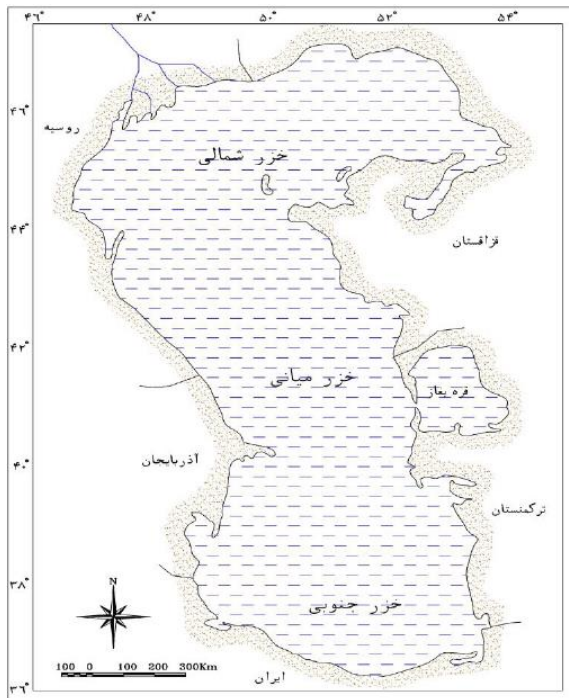 ۴۶° ۴۸° ۵۰° ۵۲° ۵۴°
۴۶°
روسیه
خزر شمالی
۴۴°
قزاقستان
۴۲°
خزر میانی
قره بغاز
۴۰°
آذربایجان
ترکمنستان
۳۸°
N
خزر جنوبی
100 0 100 200 300Km
ایران
۳۶°